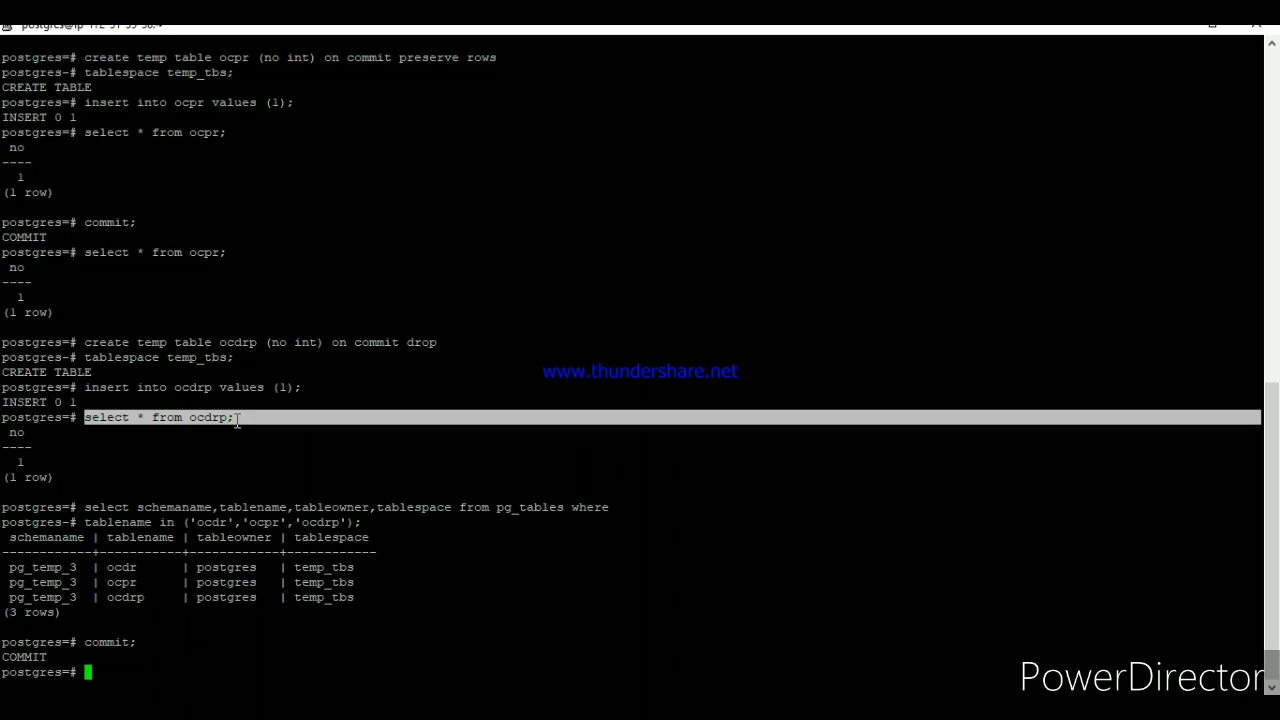 postgres=# create temp table ocpr (no int) on commit preserve rows
postgres-# tablespace temp_tbs;
CREATE TABLE
postgres=# insert into ocpr values (1);
INSERT 0 1
postgres=# select * from ocpr;
 no
----
  1
(1 row)
postgres=# commit;
COMMIT
postgres=# select * from ocpr;
 no
----
  1
(1 row)
postgres=# create temp table ocdrp (no int) on commit drop
postgres-# tablespace temp_tbs;
CREATE TABLE
www.thundershare.net
postgres=# insert into ocdrp values (1);
INSERT 0 1
postgres=# select * from ocdrp;
 no
----
  1
(1 row)
postgres=# select schemaname,tablename,tableowner,tablespace from pg_tables where
postgres-# tablename in ('ocdr','ocpr','ocdrp');
 schemaname | tablename | tableowner | tablespace
------------+-----------+------------+------------
 pg_temp_3  | ocdr      | postgres   | temp_tbs
 pg_temp_3  | ocpr      | postgres   | temp_tbs
 pg_temp_3  | ocdrp     | postgres   | temp_tbs
(3 rows)
postgres=# commit;
COMMIT
postgres=#
PowerDirector